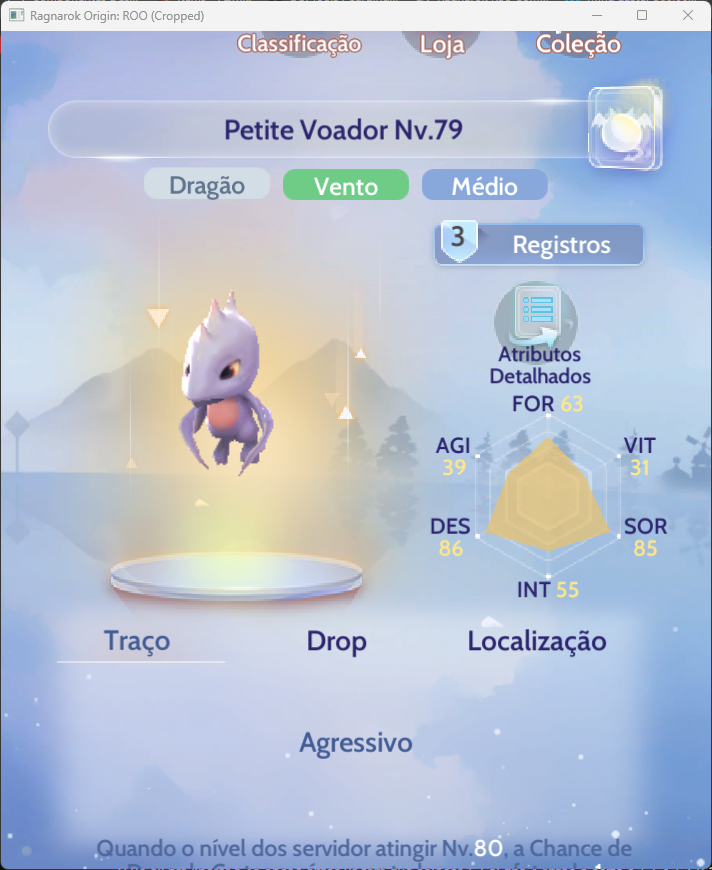 Ragnarok Origin: ROO (Cropped)
Classificação Loja Coleção
Petite Voador Nv.79
Dragão Vento Médio
3 Registros
Atributos
Detalhados
FOR 63
AGI
39
VIT
31
DES
86
SOR
85
INT 55
Traço Drop Localização
Agressivo
Quando o nível dos servidor atingir Nv.80, a Chance de